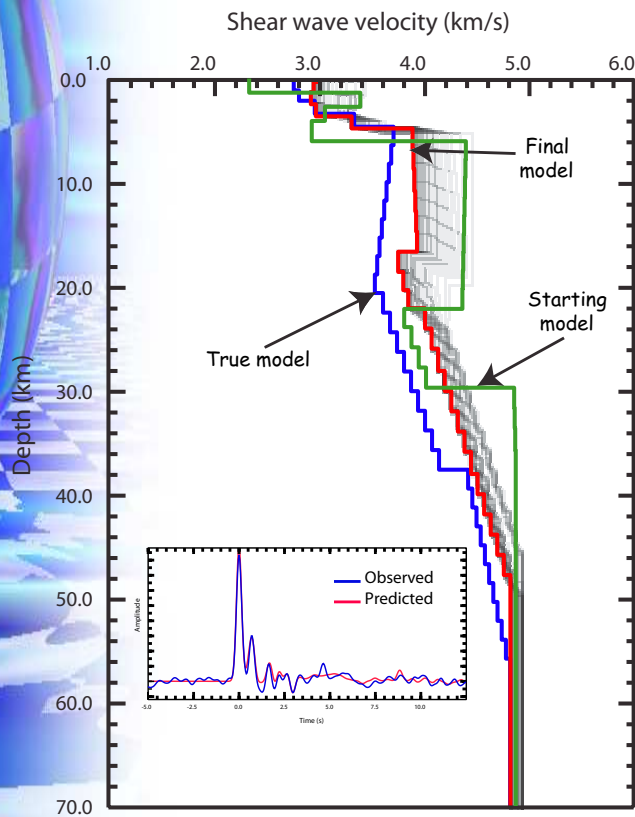 Shear wave velocity (km/s)
1.0 2.0 3.0 4.0 5.0 6.0
0.0
10.0
20.0
30.0
40.0
50.0
60.0
70.0
Depth (km)
Final
model
Starting
model
True model
Observed
Predicted
Amplitude
-5.0 -2.5 0.0 2.5 5.0 7.5 10.0
Time (s)